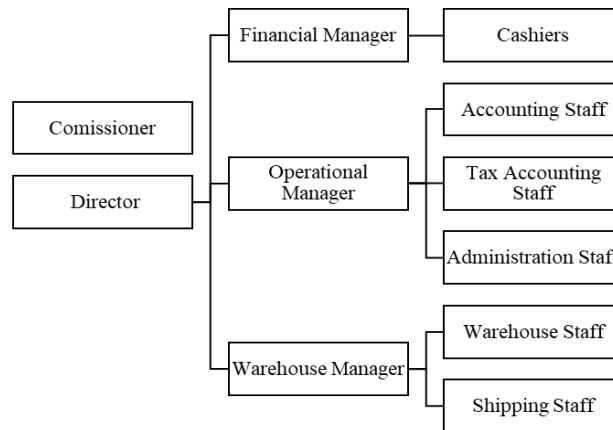 Financial Manager
Cashiers
Comissioner
Accounting Staff
Operational
Manager
Tax Accounting
Staff
Director
Administration Staf
Warehouse Staff
Warehouse Manager
Shipping Staff